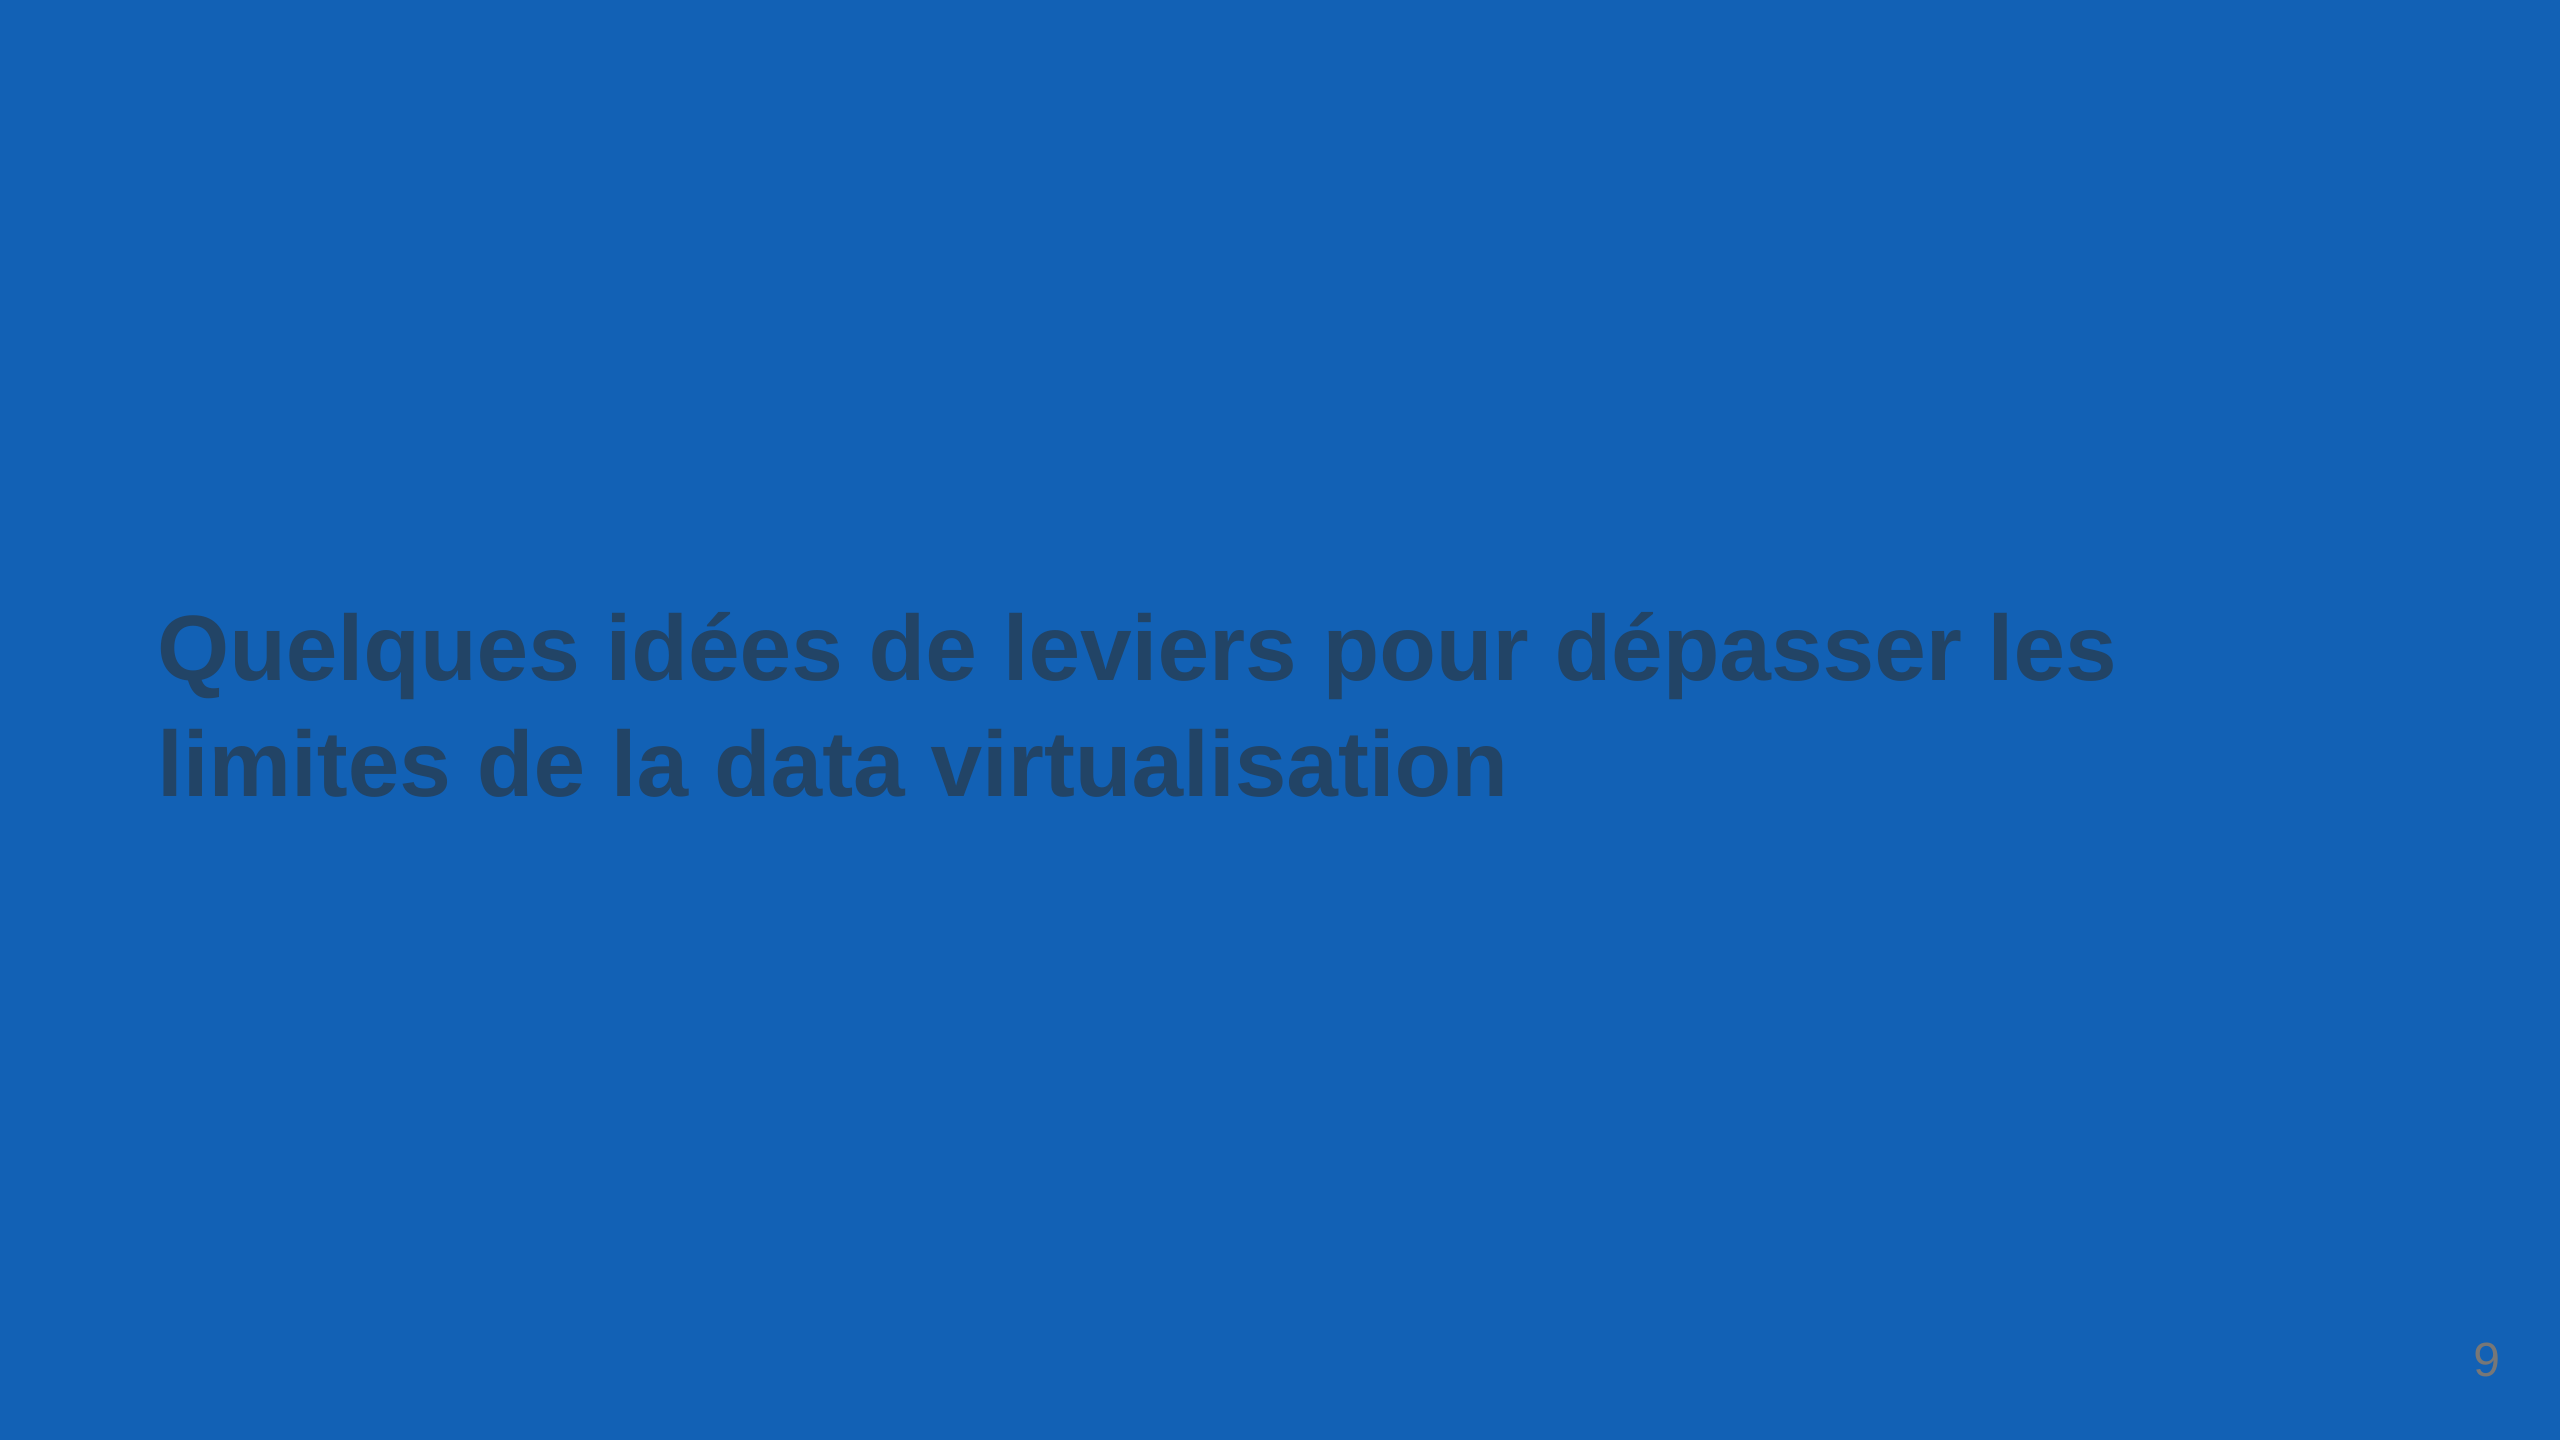 Quelques idées de leviers pour dépasser les
limites de la data virtualisation
9